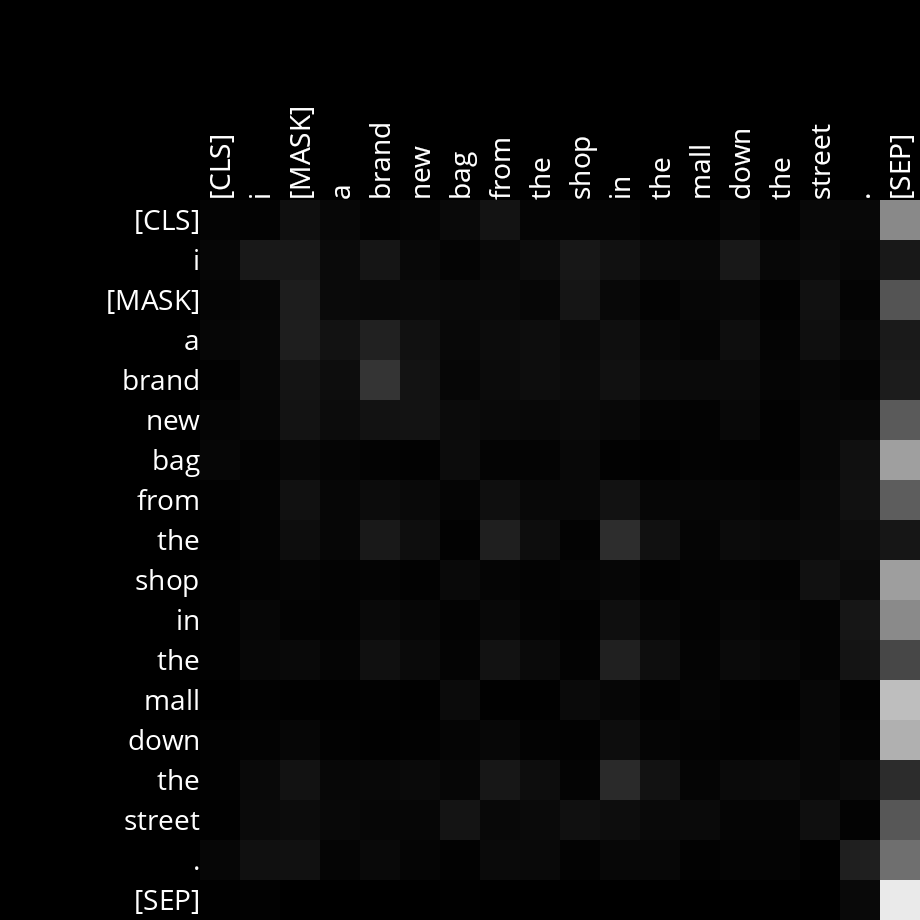 [CLS] i [MASK] a brand new bag from the shop in the mall down the street . [SEP]
[CLS]
i
[MASK]
a
brand
new
bag
from
the
shop
in
the
mall
down
the
street
.
[SEP]